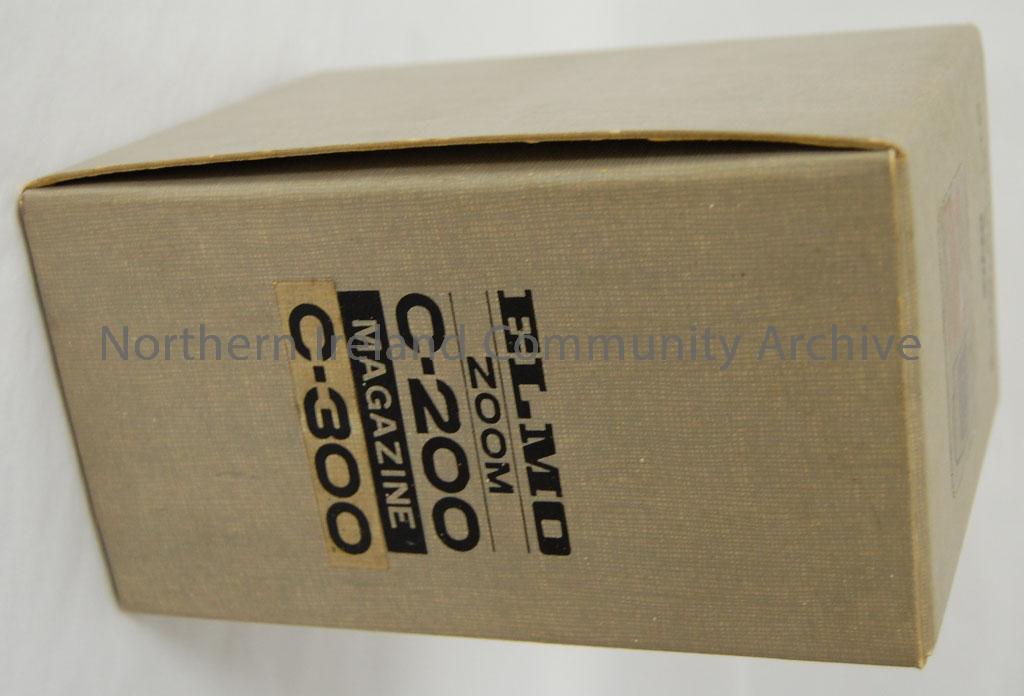 ELMO
ZOOM
C-200
MAGAZINE
C-300
Northern Ireland Community Archive